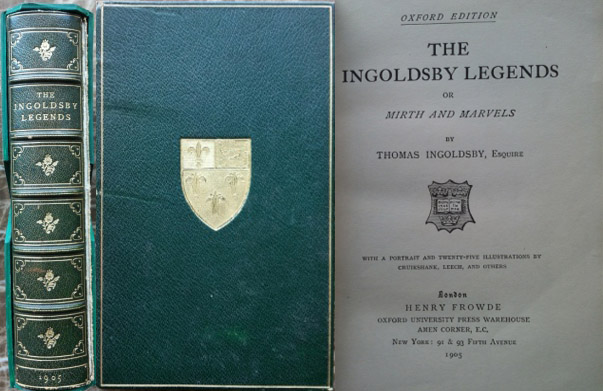 THE
INGOLDSBY
LEGENDS
1905
OXFORD EDITION
THE
INGOLDSBY LEGENDS
OR
MIRTH AND MARVELS
BY
THOMAS INGOLDSBY, ESQUIRE
WITH A PORTRAIT AND TWENTY-FIVE ILLUSTRATIONS BY
CRUIKSHANK, LEECH, AND OTHERS
London
HENRY FROWDE
OXFORD UNIVERSITY PRESS WAREHOUSE
AMEN CORNER, E.C.
NEW YORK: 91 & 93 FIFTH AVENUE
1905